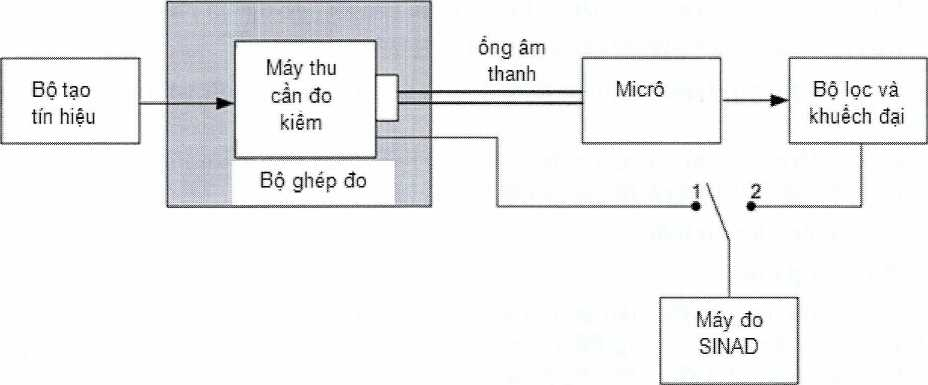 Bộ tạo
tín hiệu
Máy thu
cần đo
kiểm
Bộ ghép đo
ống âm
thanh
Micrô
Bộ lọc và
khuếch đại
1
2
Máy đo
SINAD